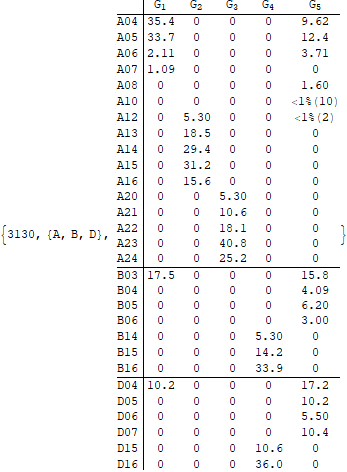 G1 G2 G3 G4 G5
A04 35.4 0 0 0 9.62
A05 33.7 0 0 0 12.4
A06 2.11 0 0 0 3.71
A07 1.09 0 0 0 0
A08 0 0 0 0 1.60
A10 0 0 0 0 <1%(10)
A12 0 5.30 0 0 <1%(2)
A13 0 18.5 0 0 0
A14 0 29.4 0 0 0
A15 0 31.2 0 0 0
A16 0 15.6 0 0 0
A20 0 0 5.30 0 0
A21 0 0 10.6 0 0
{3130, {A, B, D}, A22 0 0 18.1 0 0 }
A23 0 0 40.8 0 0
A24 0 0 25.2 0 0
B03 17.5 0 0 0 15.8
B04 0 0 0 0 4.09
B05 0 0 0 0 6.20
B06 0 0 0 0 3.00
B14 0 0 0 5.30 0
B15 0 0 0 14.2 0
B16 0 0 0 33.9 0
D04 10.2 0 0 0 17.2
D05 0 0 0 0 10.2
D06 0 0 0 0 5.50
D07 0 0 0 0 10.4
D15 0 0 0 10.6 0
D16 0 0 0 36.0 0